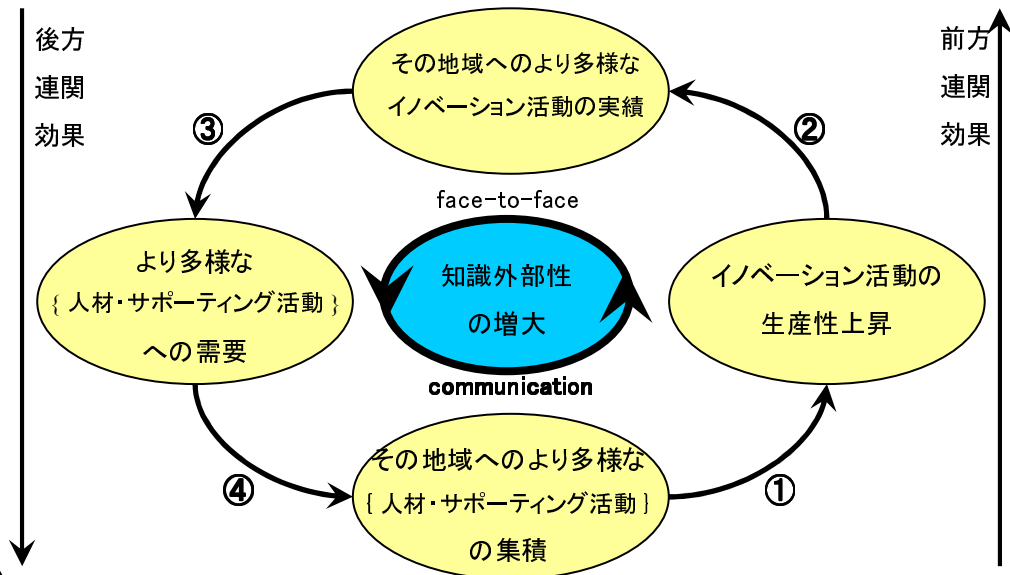 後方
連関
効果
前方
連関
効果
その地域へのより多様な
イノベーション活動の実績
③
②
face-to-face
知識外部性
の増大
communication
より多様な
{ 人材・サポーティング活動 }
への需要
イノベーション活動の
生産性上昇
④
①
その地域へのより多様な
{ 人材・サポーティング活動 }
の集積